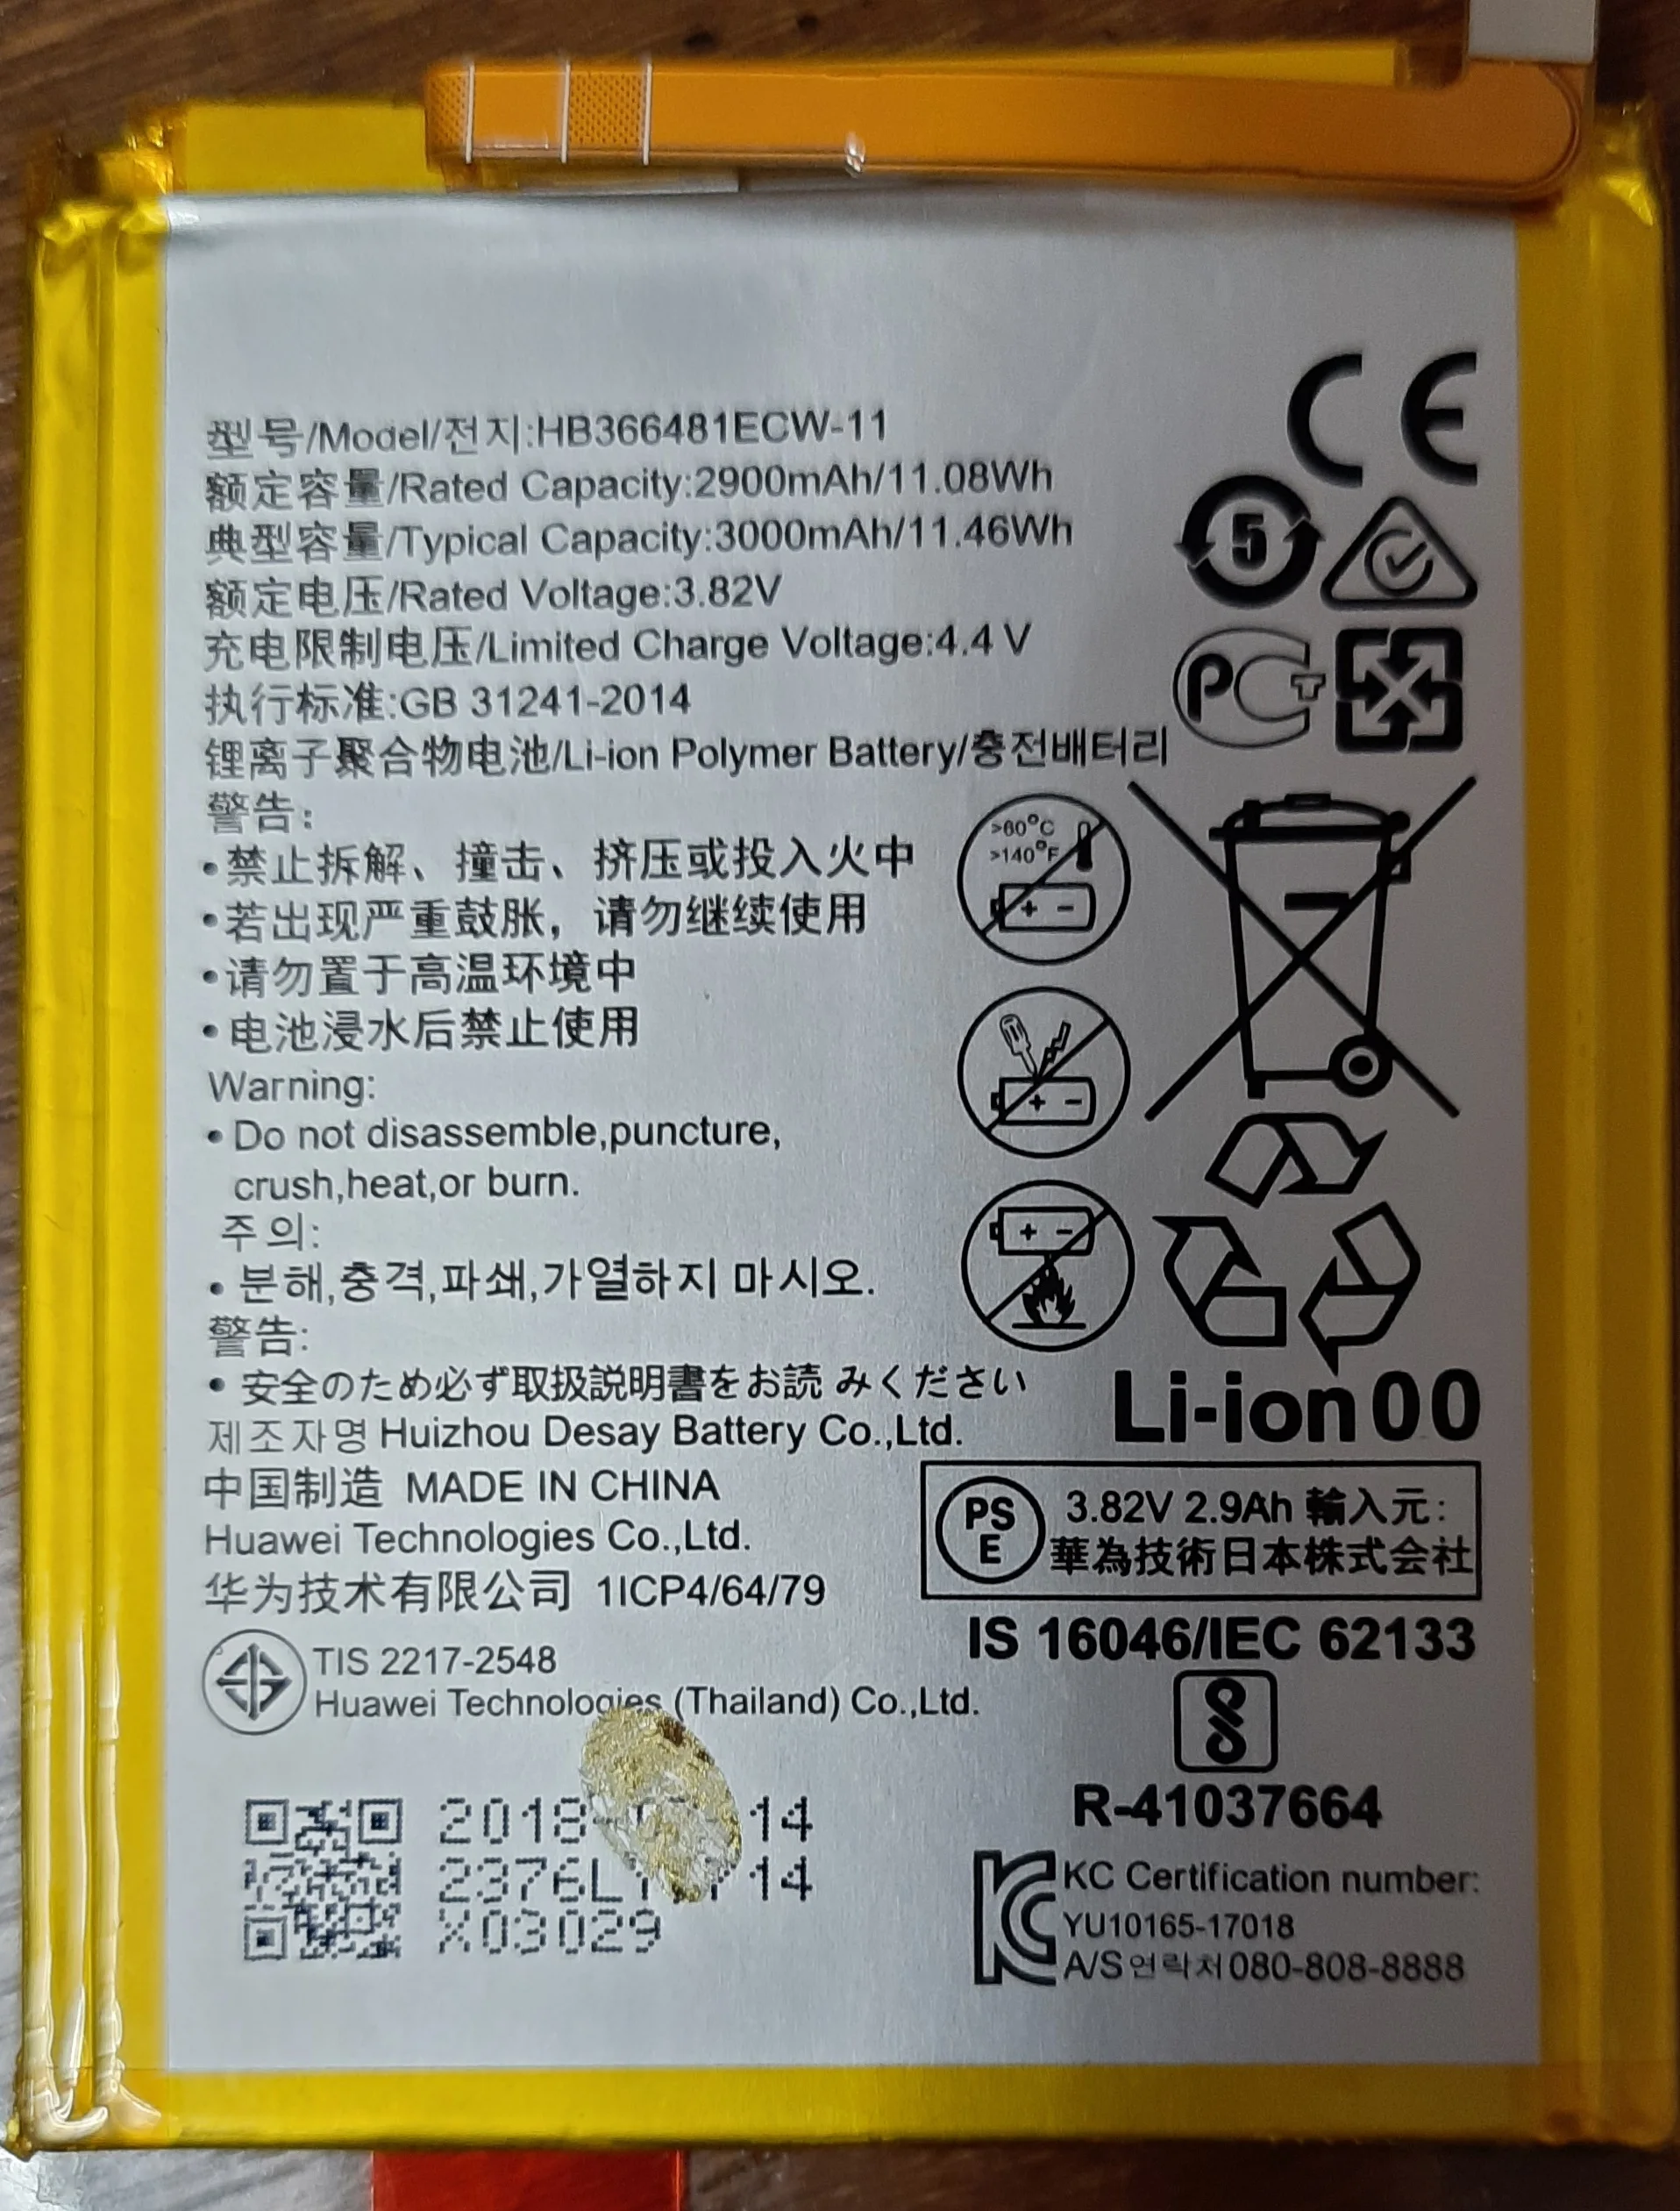 型号/Model/전지:HB366481ECW-11
额定容量/Rated Capacity:2900mAh/11.08Wh
典型容量/Typical Capacity:3000mAh/11.46Wh
额定电压/Rated Voltage:3.82V
充电限制电压/Limited Charge Voltage:4.4 V
执行标准:GB 31241-2014
锂离子聚合物电池/Li-ion Polymer Battery/충전배터리
警告:
•禁止拆解、撞击、挤压或投入火中
•若出现严重鼓胀，请勿继续使用
•请勿置于高温环境中
•电池浸水后禁止使用
Warning:
• Do not disassemble,puncture,
crush,heat,or burn.
주의:
• 분해,충격,파쇄,가열하지 마시오.
警告:
• 安全のため必ず取扱説明書をお読 みください
제조자명 Huizhou Desay Battery Co.,Ltd.
中国制造 MADE IN CHINA
Huawei Technologies Co.,Ltd.
华为技术有限公司 1ICP4/64/79
TIS 2217-2548
Huawei Technologies (Thailand) Co.,Ltd.
2018 14
14
X03029
CE
5
PC
>60°C
>140°F
+ -
+ -
+ -
Li-ion 00
PS
E
3.82V 2.9Ah 輸入元:
華為技術日本株式会社
IS 16046/IEC 62133
R-41037664
KC Certification number:
YU10165-17018
A/S연락처080-808-8888